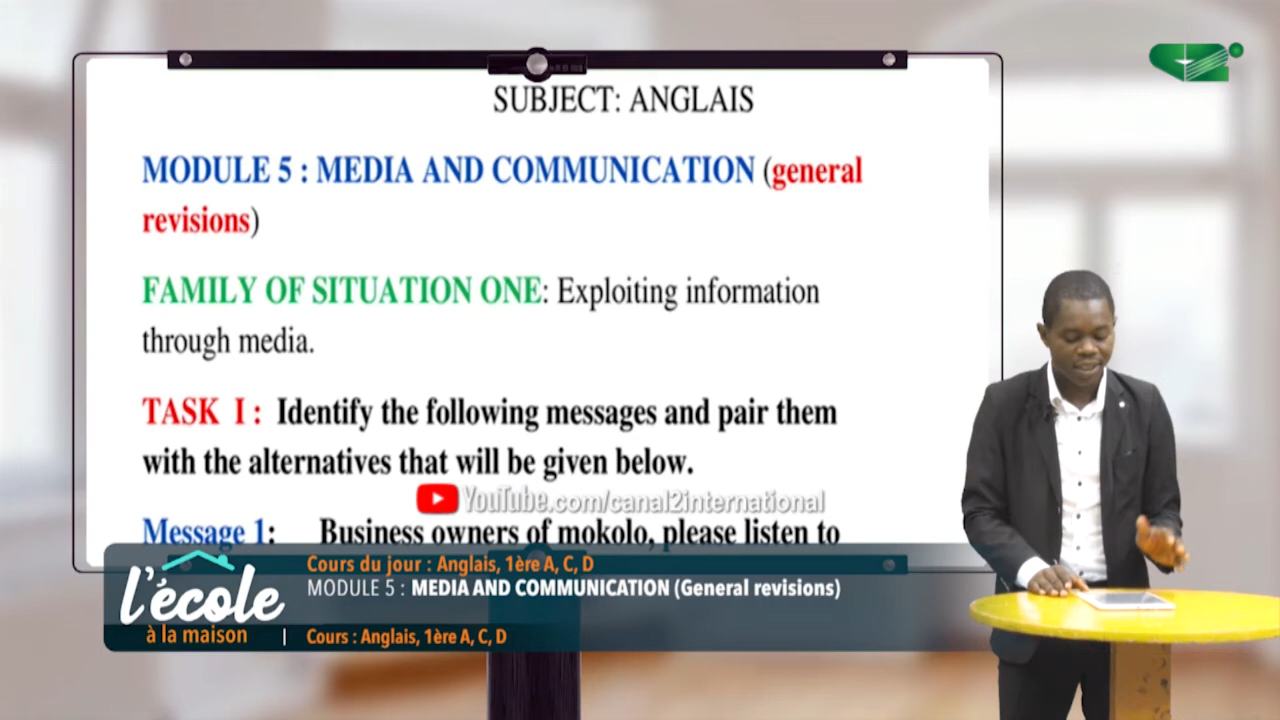 SUBJECT: ANGLAIS
MODULE 5 : MEDIA AND COMMUNICATION (general
revisions)
FAMILY OF SITUATION ONE: Exploiting information
through media.
TASK I : Identify the following messages and pair them
with the alternatives that will be given below.
YouTube.com/canal2international
Message 1: Business owners of mokolo, please listen to
l'école
à la maison
Cours du jour : Anglais, 1ère A, C, D
MODULE 5 : MEDIA AND COMMUNICATION (General revisions)
Cours : Anglais, 1ère A, C, D